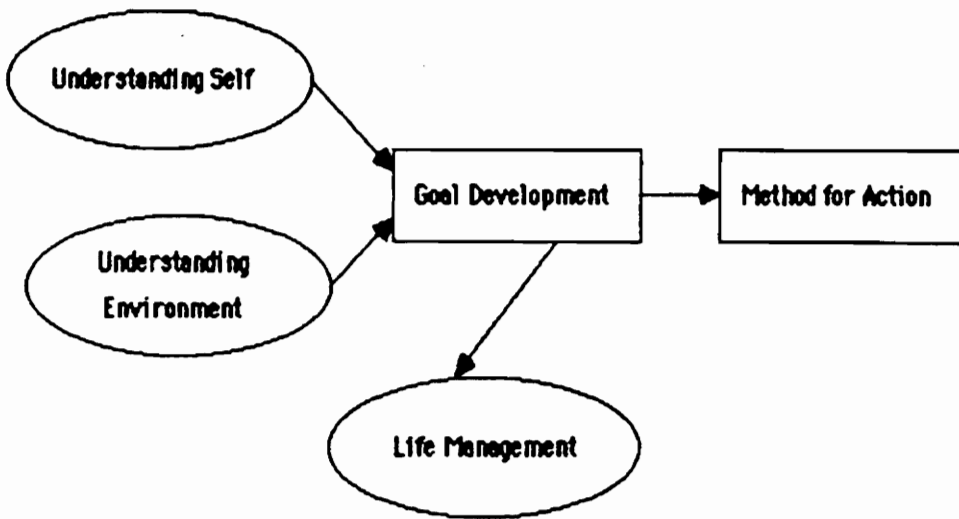 Understanding Self
Goal Development
Method for Action
Understanding
Environment
Life Management